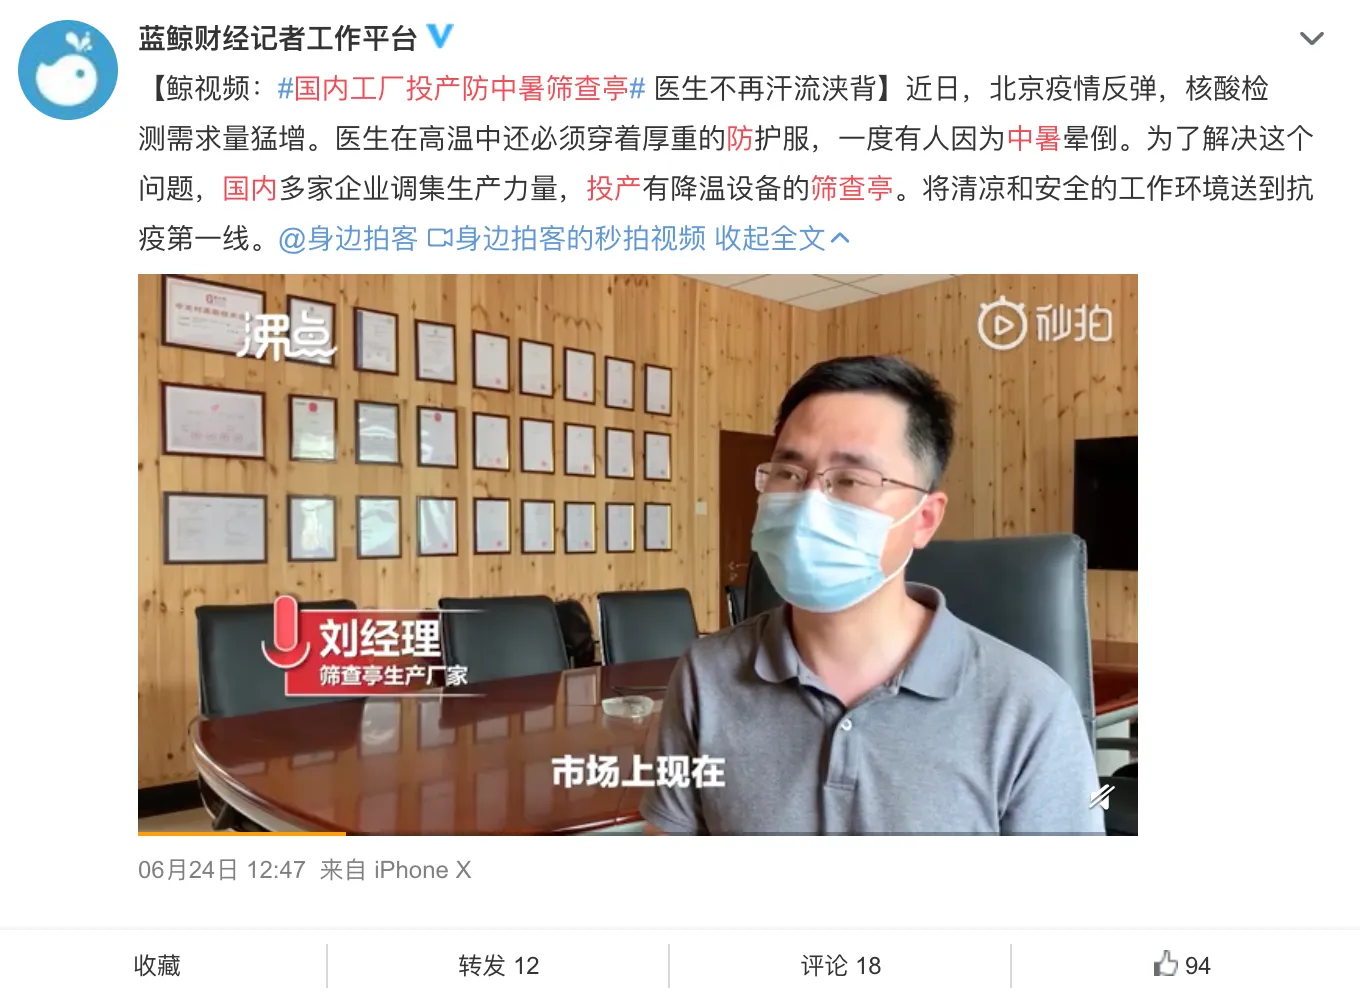 蓝鲸财经记者工作平台
【鲸视频：#国内工厂投产防中暑筛查亭# 医生不再汗流浃背】近日，北京疫情反弹，核酸检
测需求量猛增。医生在高温中还必须穿着厚重的防护服，一度有人因为中暑晕倒。为了解决这个
问题，国内多家企业调集生产力量，投产有降温设备的筛查亭。将清凉和安全的工作环境送到抗
疫第一线。@身边拍客 身边拍客的秒拍视频 收起全文
沸点
秒拍
刘经理
筛查亭生产厂家
市场上现在
06月24日 12:47 来自 iPhone X
收藏
转发 12
评论 18
94